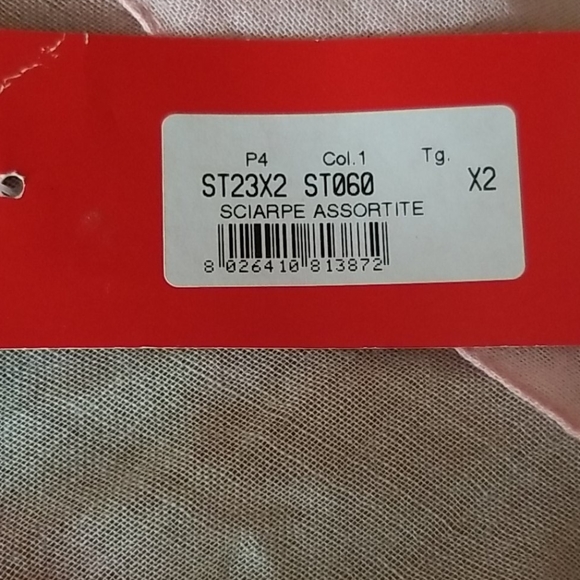 P4 Col.1 Tg.
ST23X2 ST060 X2
SCIARPE ASSORTITE
8 026410 813872